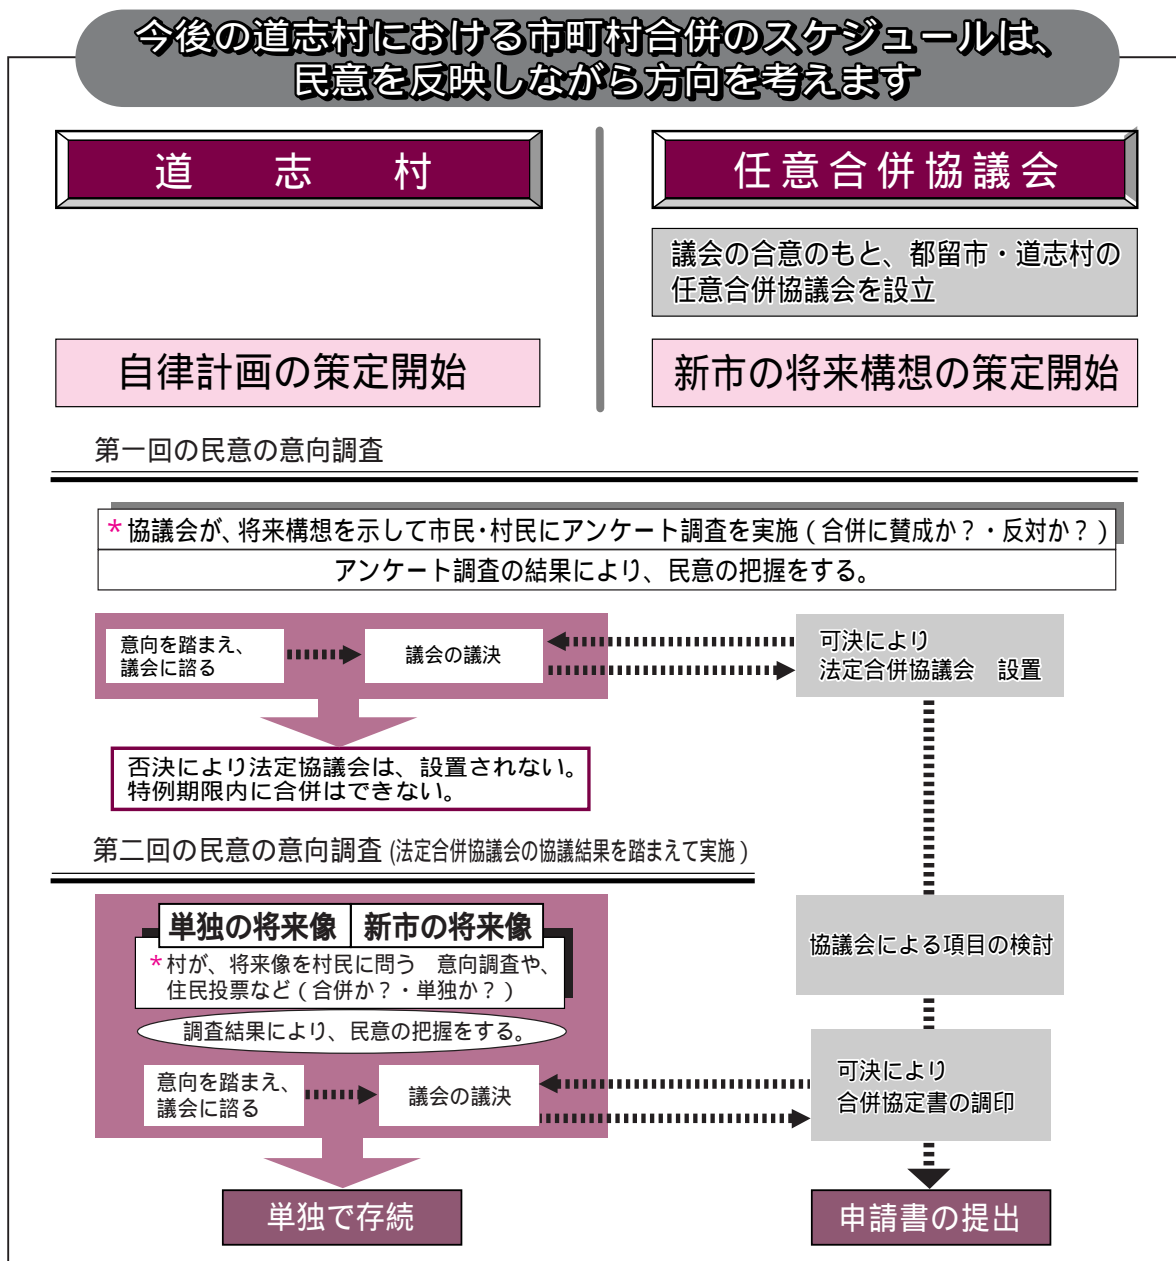 今後の道志村における市町村合併のスケジュールは、
民意を反映しながら方向を考えます
道志村
任意合併協議会
議会の合意のもと、都留市・道志村の
任意合併協議会を設立
自律計画の策定開始
新市の将来構想の策定開始
第一回の民意の意向調査
*協議会が、将来構想を示して市民・村民にアンケート調査を実施(合併に賛成か?・反対か?)
アンケート調査の結果により、民意の把握をする。
意向を踏まえ、
議会に諮る
議会の議決
可決により
法定合併協議会　設置
否決により法定協議会は、設置されない。
特例期限内に合併はできない。
第二回の民意の意向調査(法定合併協議会の協議結果を踏まえて実施)
単独の将来像
新市の将来像
*村が、将来像を村民に問う　意向調査や、
住民投票など(合併か?・単独か?)
調査結果により、民意の把握をする。
協議会による項目の検討
意向を踏まえ、
議会に諮る
議会の議決
可決により
合併協定書の調印
単独で存続
申請書の提出